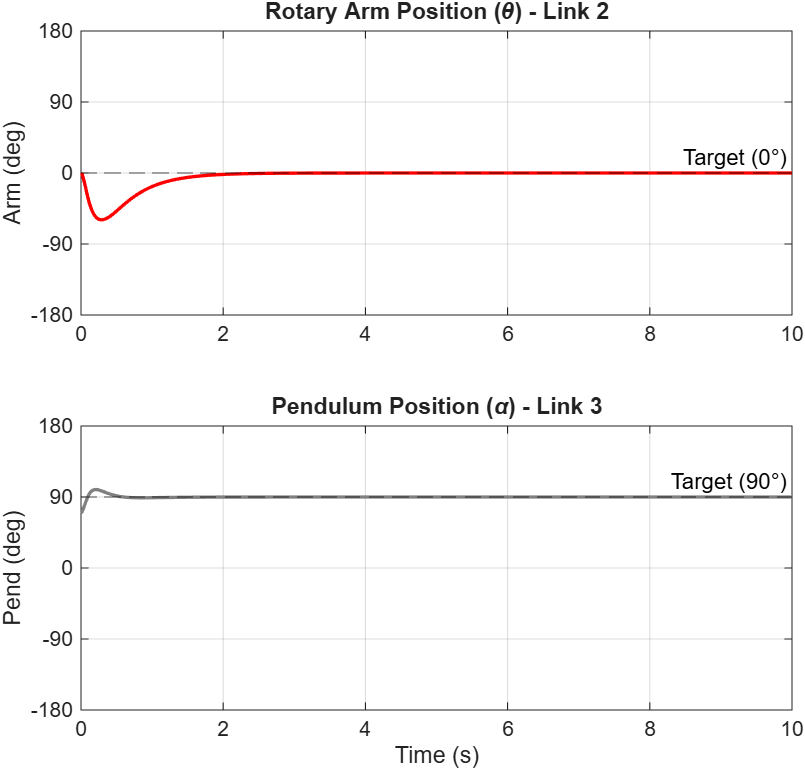 Rotary Arm Position (θ) - Link 2
180
90
0
-90
-180
Arm (deg)
Target (0°)
0 2 4 6 8 10
Pendulum Position (α) - Link 3
180
90
0
-90
-180
Pend (deg)
Target (90°)
0 2 4 6 8 10
Time (s)